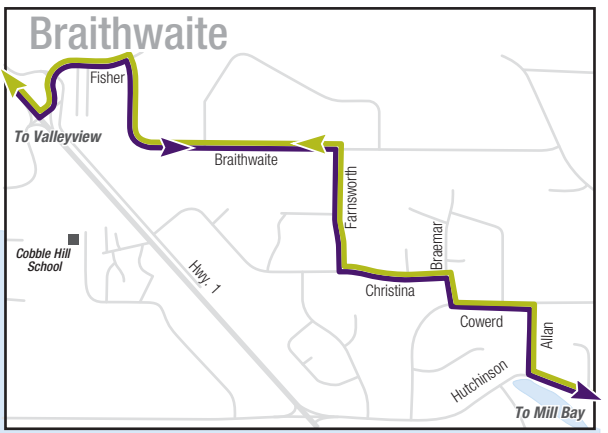 Braithwaite
Fisher
To Valleyview
Braithwaite
Farnsworth
Braemar
Cobble Hill
School
Hwy. 1
Christina
Cowerd
Allan
Hutchinson
To Mill Bay